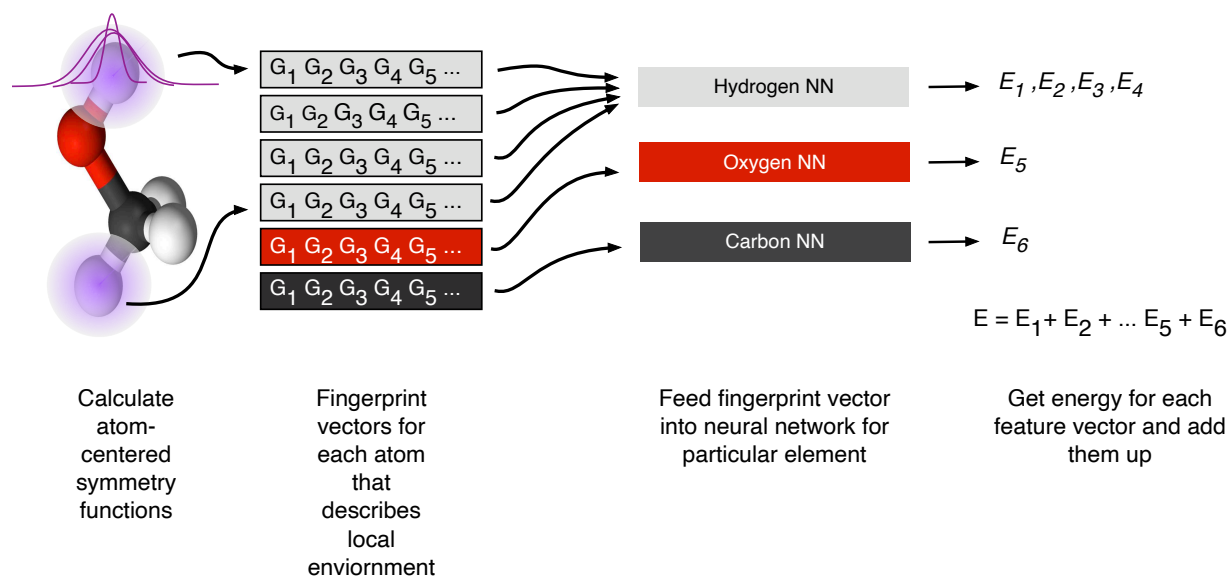 G1 G2 G3 G4 G5 ...
G1 G2 G3 G4 G5 ...
G1 G2 G3 G4 G5 ...
G1 G2 G3 G4 G5 ...
G1 G2 G3 G4 G5 ...
G1 G2 G3 G4 G5 ...
Hydrogen NN
Oxygen NN
Carbon NN
E1 ,E2 ,E3 ,E4
E5
E6
E = E1+ E2 + ... E5 + E6
Calculate
atom-
centered
symmetry
functions
Fingerprint
vectors for
each atom
that
describes
local
enviornment
Feed fingerprint vector
into neural network for
particular element
Get energy for each
feature vector and add
them up